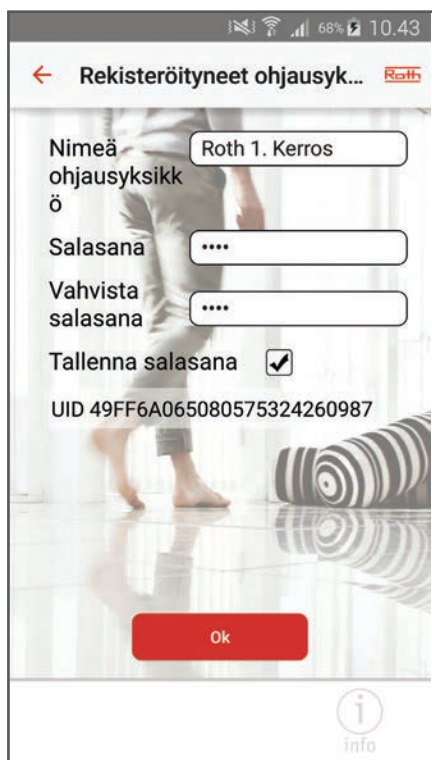 68% 10.43
Rekisteröityneet ohjausyk... Roth
Nimeä
ohjausyksikk
ö
Roth 1. Kerros
Salasana ••••
Vahvista
salasana ••••
Tallenna salasana
UID 49FF6A065080575324260987
Ok
info